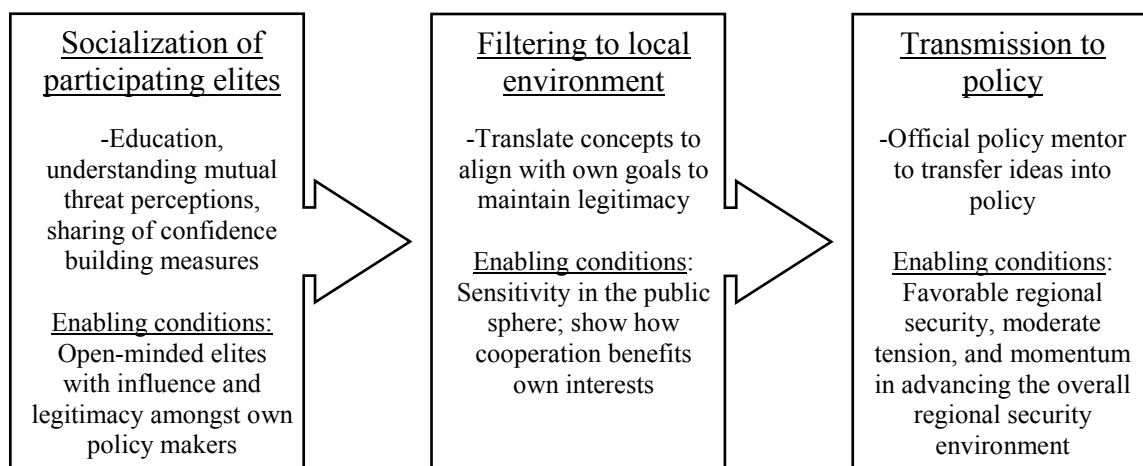 Socialization of
participating elites
-Education,
understanding mutual
threat perceptions,
sharing of confidence
building measures
Enabling conditions:
Open-minded elites
with influence and
legitimacy amongst own
policy makers
Filtering to local
environment
-Translate concepts to
align with own goals to
maintain legitimacy
Enabling conditions:
Sensitivity in the public
sphere; show how
cooperation benefits
own interests
Transmission to
policy
-Official policy mentor
to transfer ideas into
policy
Enabling conditions:
Favorable regional
security, moderate
tension, and momentum
in advancing the overall
regional security
environment